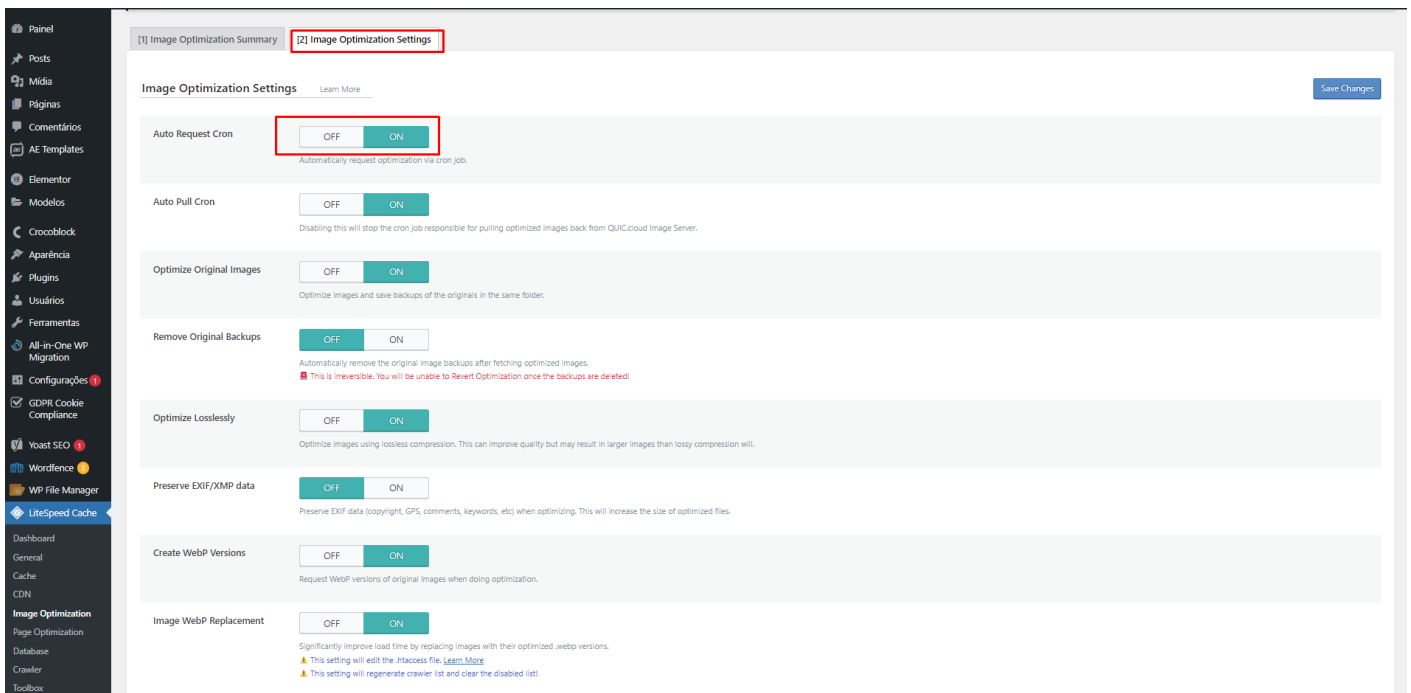 Painel
Posts
Mídia
Páginas
Comentários
AE Templates
Elementor
Modelos
Crocoblock
Aparência
Plugins
Usuários
Ferramentas
All-in-One WP
Migration
Configurações 1
GDPR Cookie
Compliance
Yoast SEO 1
Wordfence 2
WP File Manager
LiteSpeed Cache
Dashboard
General
Cache
CDN
Image Optimization
Page Optimization
Database
Crawler
Toolbox
[1] Image Optimization Summary
[2] Image Optimization Settings
Image Optimization Settings Learn More
Save Changes
Auto Request Cron
OFF ON
Automatically request optimization via cron job.
Auto Pull Cron
OFF ON
Disabling this will stop the cron job responsible for pulling optimized images back from QUIC.cloud Image Server.
Optimize Original Images
OFF ON
Optimize images and save backups of the originals in the same folder.
Remove Original Backups
OFF ON
Automatically remove the original image backups after fetching optimized images.
This is irreversible. You will be unable to Revert Optimization once the backups are deleted!
Optimize Losslessly
OFF ON
Optimize images using lossless compression. This can improve quality but may result in larger images than lossy compression will.
Preserve EXIF/XMP data
OFF ON
Preserve EXIF data (copyright, GPS, comments, keywords, etc) when optimizing. This will increase the size of optimized files.
Create WebP Versions
OFF ON
Request WebP versions of original images when doing optimization.
Image WebP Replacement
OFF ON
Significantly improve load time by replacing images with their optimized .webp versions.
This setting will edit the .htaccess file. Learn More
This setting will regenerate crawler list and clear the disabled list!